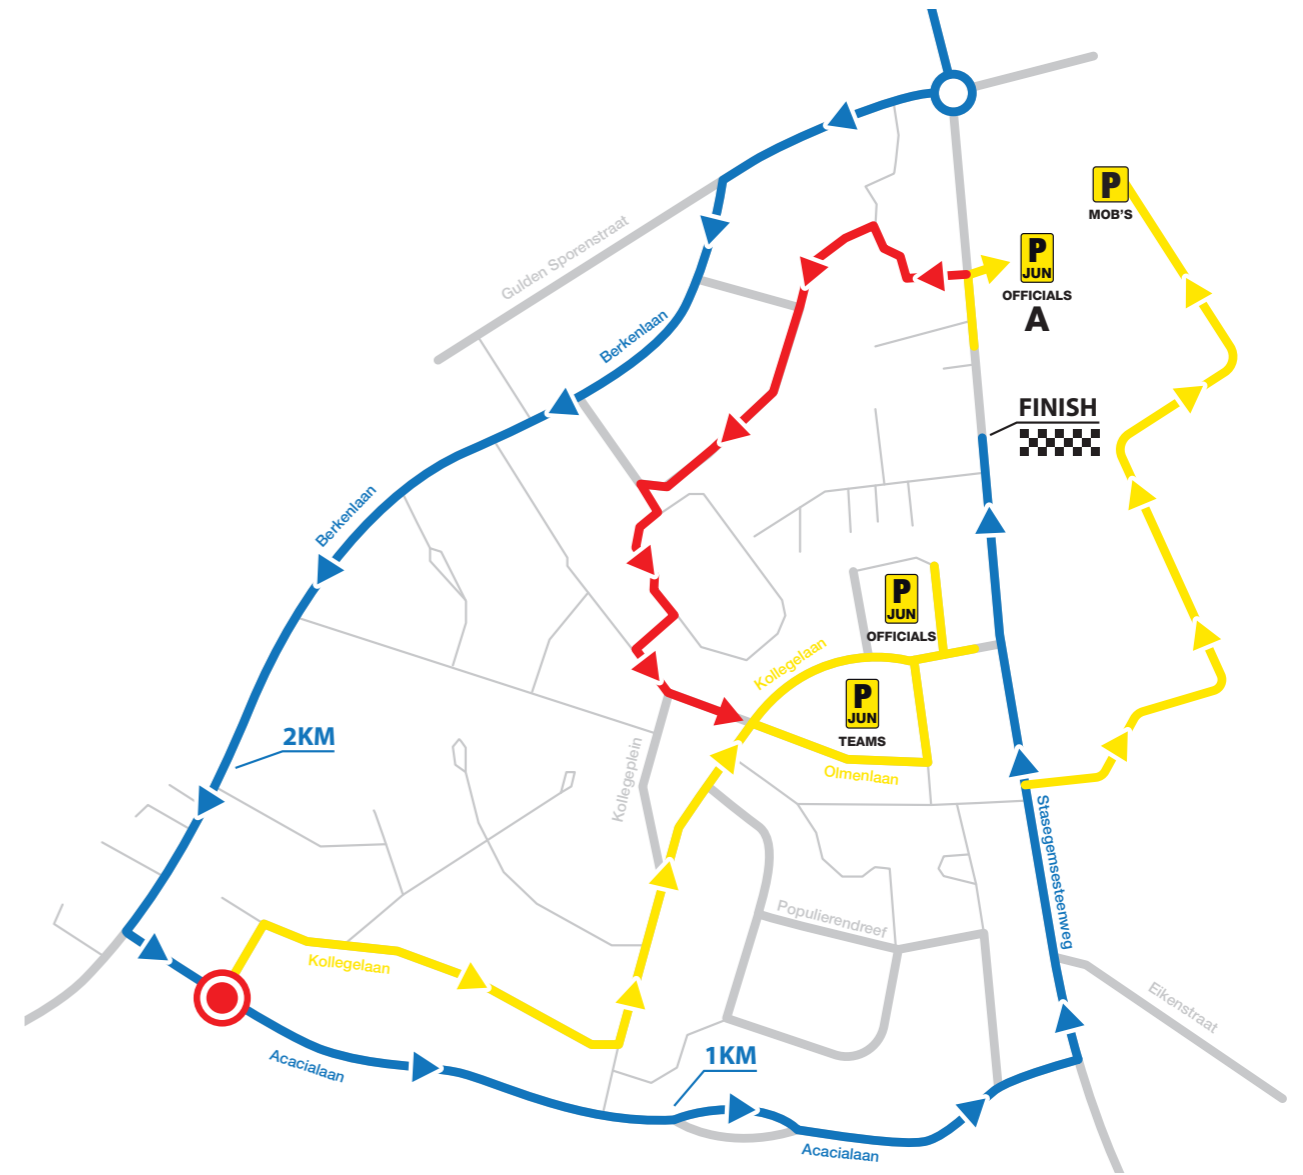 P
MOB'S
Gulden Sporenstraat
P
JUN
OFFICIALS
A
Berkenlaan
FINISH
Berkenlaan
P
JUN
OFFICIALS
Kollegelaan
P
JUN
TEAMS
2KM
Kollegeplein
Olmenlaan
Stasegemsesteenweg
Populierendreef
Kollegelaan
Eikenstraat
Acacialaan
1KM
Acacialaan